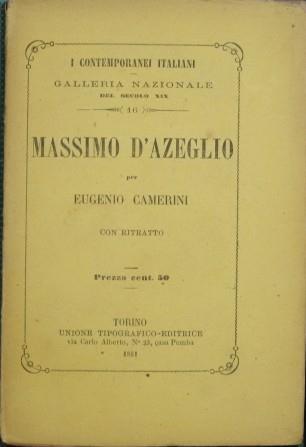 I CONTEMPORANEI ITALIANI
GALLERIA NAZIONALE
DEL SECOLO XIX
16
MASSIMO D'AZEGLIO
per
EUGENIO CAMERINI
CON RITRATTO
Prezzo cent. 50
TORINO
UNIONE TIPOGRAFICO-EDITRICE
via Carlo Alberto, N° 33, casa Pomba
1861